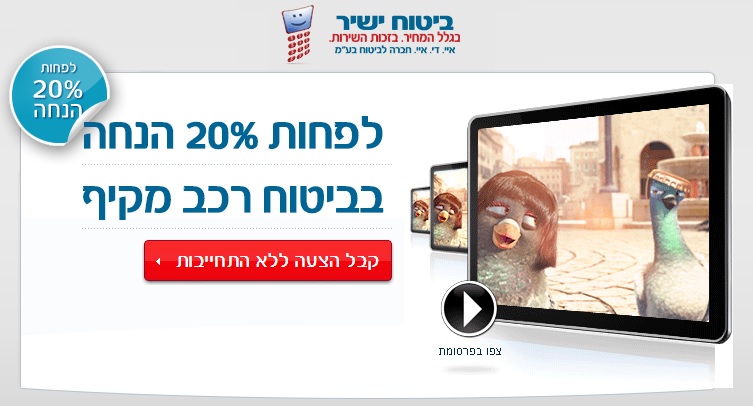 ביטוח ישיר
בגלל המחיר. בזכות השירות.
איי. די. איי. חברה לביטוח בע"מ
לפחות
20%
הנחה
לפחות 20% הנחה
בביטוח רכב מקיף
קבל הצעה ללא התחייבות
צפו בפרסומת